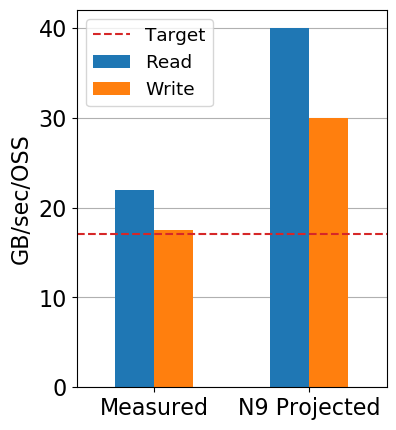 Target
Read
Write
GB/sec/OSS
40
30
20
10
0
Measured
N9 Projected